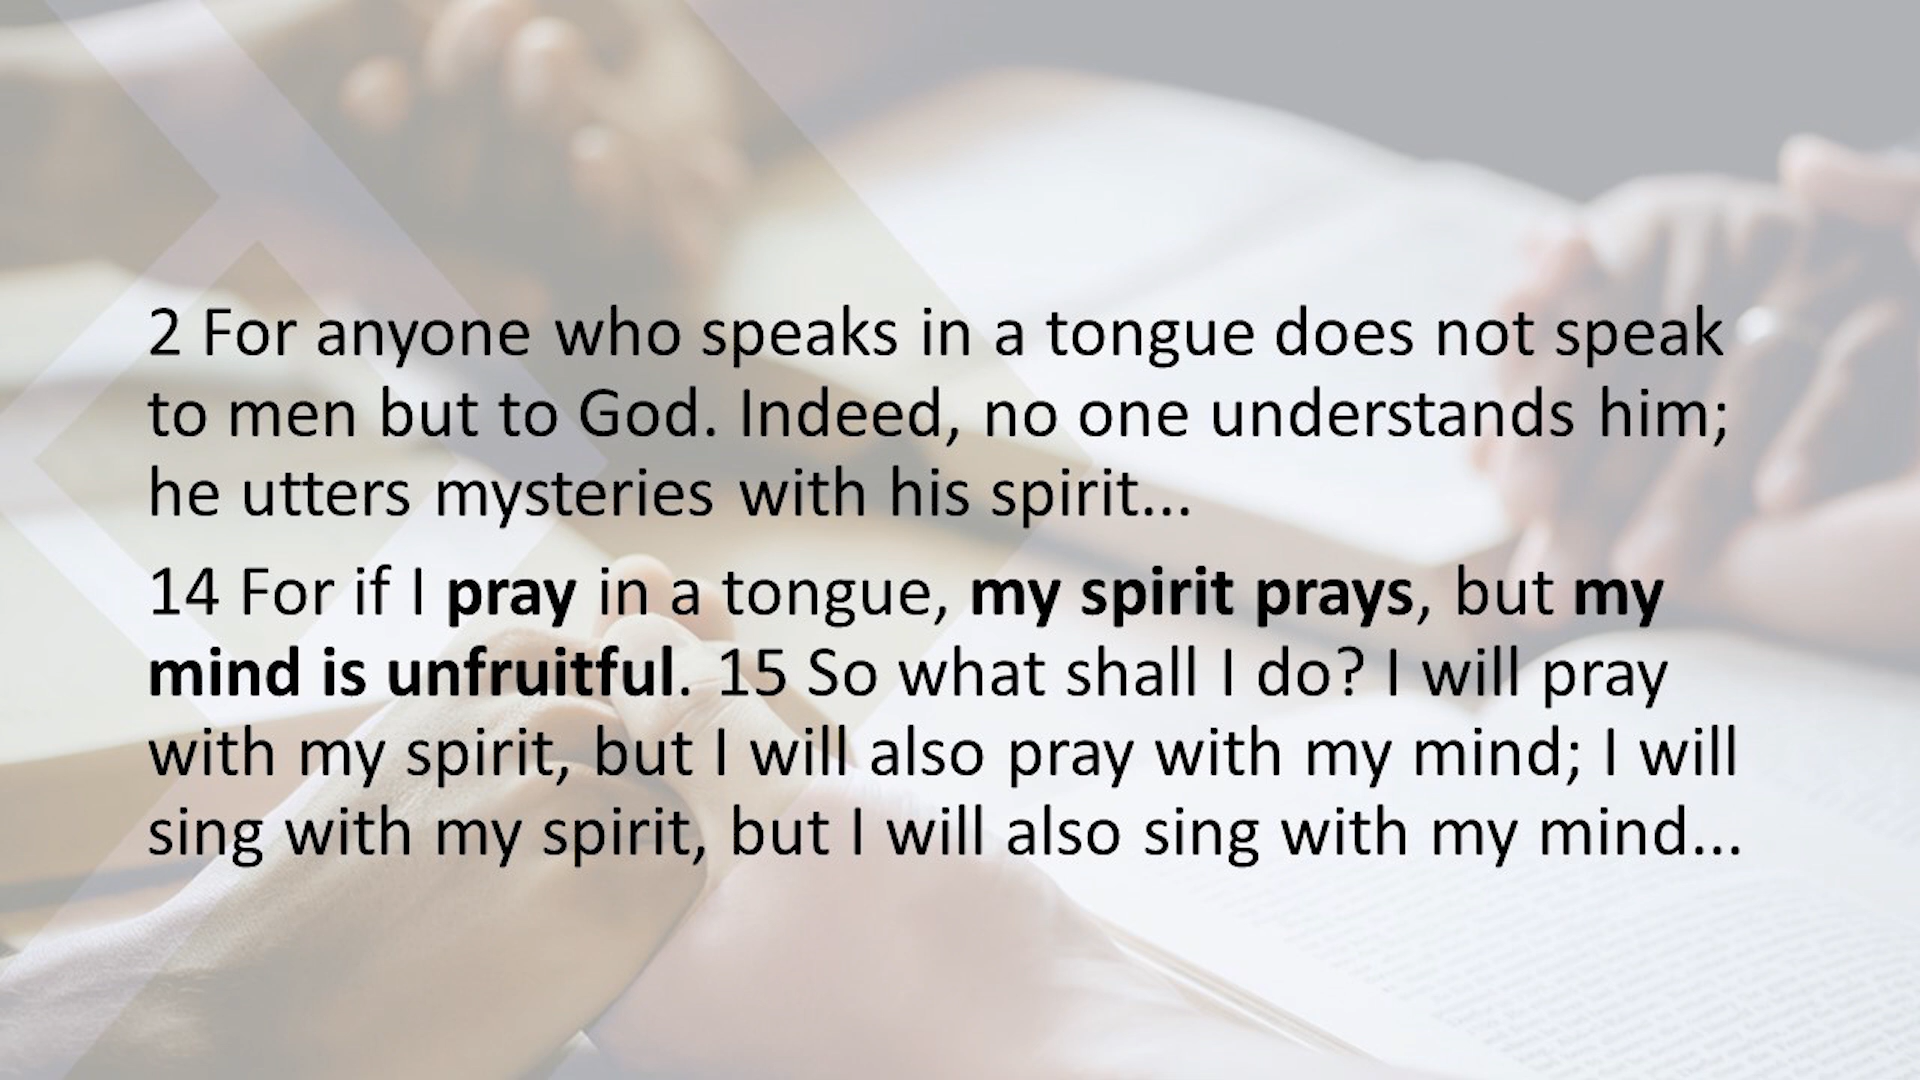 2 For anyone who speaks in a tongue does not speak
to men but to God. Indeed, no one understands him;
he utters mysteries with his spirit...
14 For if I pray in a tongue, my spirit prays, but my
mind is unfruitful. 15 So what shall I do? I will pray
with my spirit, but I will also pray with my mind; I will
sing with my spirit, but I will also sing with my mind...